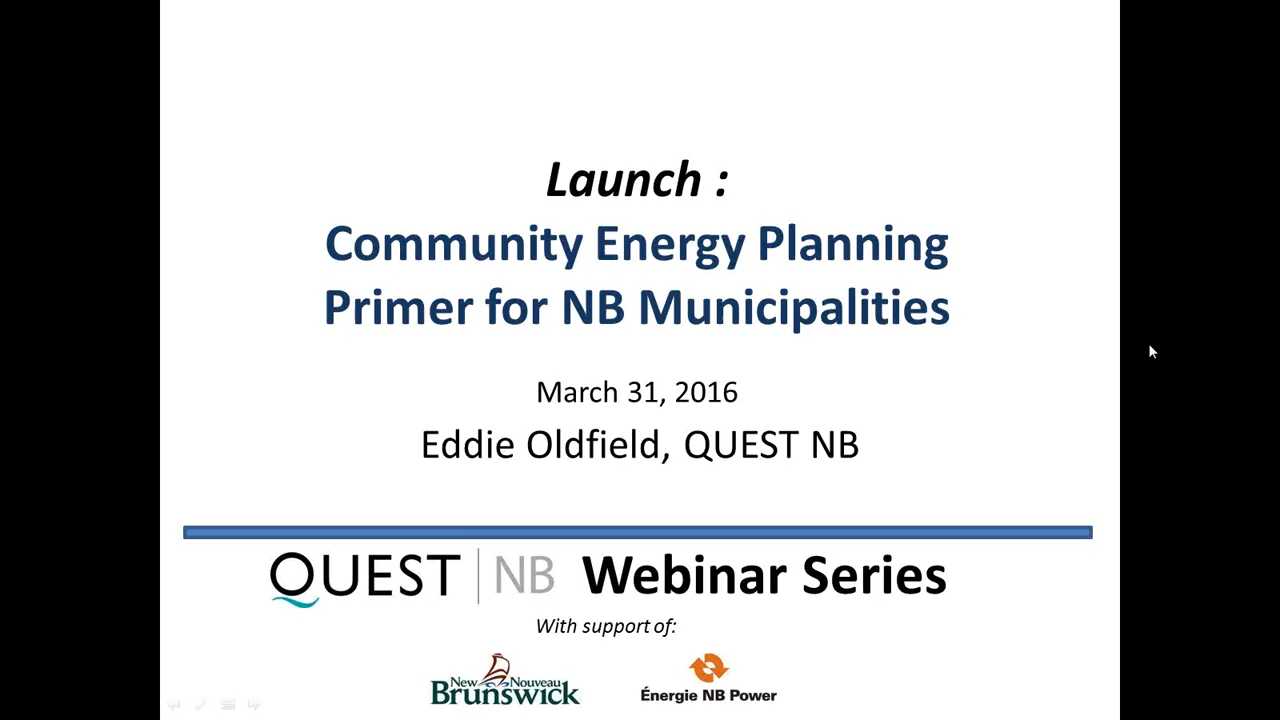 Launch :
Community Energy Planning
Primer for NB Municipalities
March 31, 2016
Eddie Oldfield, QUEST NB
QUEST NB Webinar Series
With support of:
New Nouveau
Brunswick
Énergie NB Power